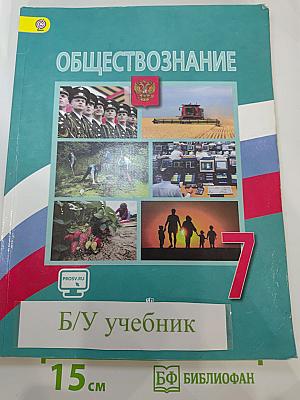 ОБЩЕСТВОЗНАНИЕ
7
PROSV.RU
Б/У учебник
15 см
БФ БИБЛИОФАН